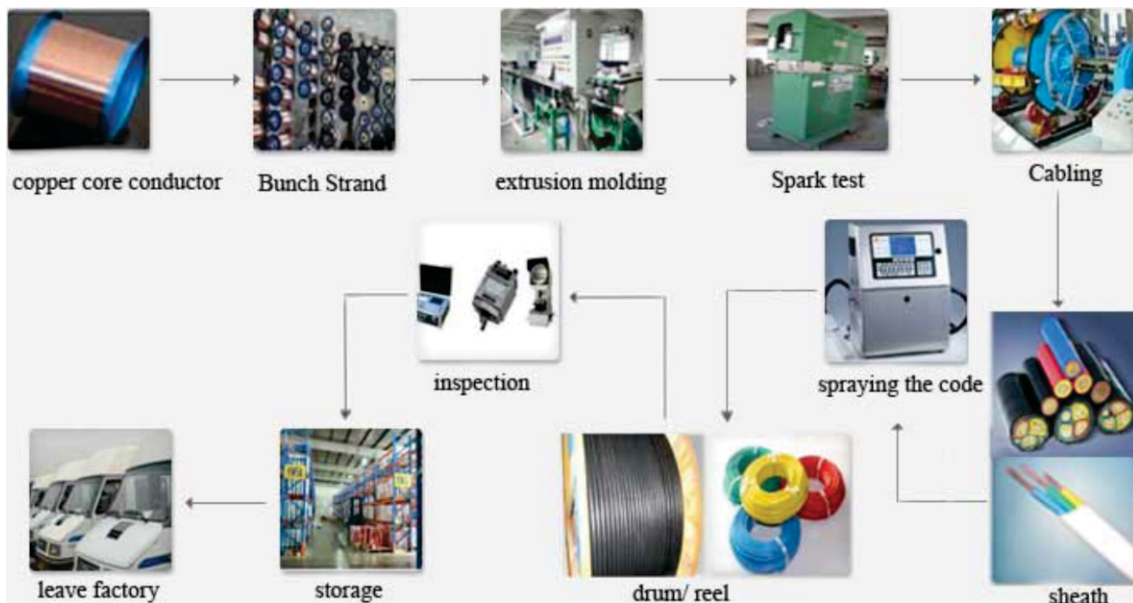 copper core conductor
Bunch Strand
extrusion molding
Spark test
Cabling
inspection
spraying the code
leave factory
storage
drum/ reel
sheath